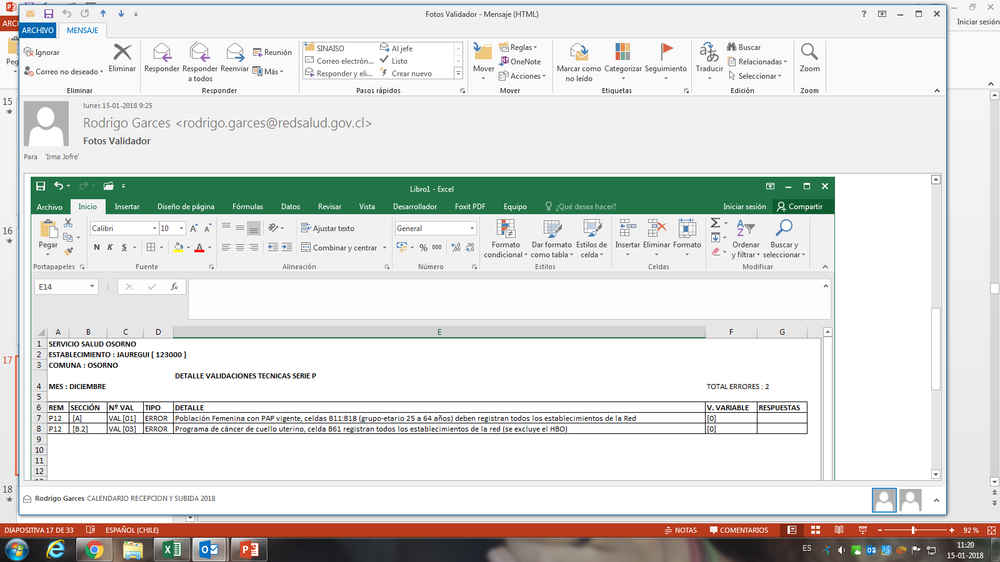 Fotos Validador - Mensaje (HTML)
ARCHIVO MENSAJE
Iniciar sesión
Ignorar
Correo no deseado
Eliminar
Eliminar
Responder
Responder a todos
Reenviar
Reunión
Más
Responder
SINAISO
Correo electrón...
Responder y eli...
Al jefe
Listo
Crear nuevo
Pasos rápidos
Mover
Reglas
OneNote
Acciones
Mover
Marcar como no leído
Categorizar
Seguimiento
Etiquetas
Traducir
Buscar
Relacionadas
Seleccionar
Edición
Zoom
Zoom
lunes 15-01-2018 9:25
Rodrigo Garces <rodrigo.garces@redsalud.gov.cl>
Fotos Validador
Para 'Irma Jofre'
Libro1 - Excel
Archivo Inicio Insertar Diseño de página Fórmulas Datos Revisar Vista Desarrollador Foxit PDF Equipo ¿Qué desea hacer? Iniciar sesión Compartir
Pegar
Portapapeles
Calibri 10
N K S
Fuente
Ajustar texto
Combinar y centrar
Alineación
General
% 000
Número
Formato condicional
Dar formato como tabla
Estilos de celda
Estilos
Insertar Eliminar Formato
Celdas
Ordenar y filtrar
Buscar y seleccionar
Modificar
E14
fx
A B C D E F G
1 SERVICIO SALUD OSORNO
2 ESTABLECIMIENTO : JAUREGUI [ 123000 ]
3 COMUNA : OSORNO
DETALLE VALIDACIONES TECNICAS SERIE P
4 MES : DICIEMBRE TOTAL ERRORES : 2
5
6 REM SECCIÓN Nº VAL TIPO DETALLE V. VARIABLE RESPUESTAS
7 P12 [A] VAL [01] ERROR Población Femenina con PAP vigente, celdas B11:B18 (grupo-etario 25 a 64 años) deben registran todos los establecimientos de la Red [0]
8 P12 [B.2] VAL [03] ERROR Programa de cáncer de cuello uterino, celda B61 registran todos los establecimientos de la red (se excluye el HBO) [0]
9
10
11
12
Rodrigo Garces CALENDARIO RECEPCION Y SUBIDA 2018
15
16
17
18
DIAPOSITIVA 17 DE 33 ESPAÑOL (CHILE) NOTAS COMENTARIOS 92 %
ES 11:20
15-01-2018